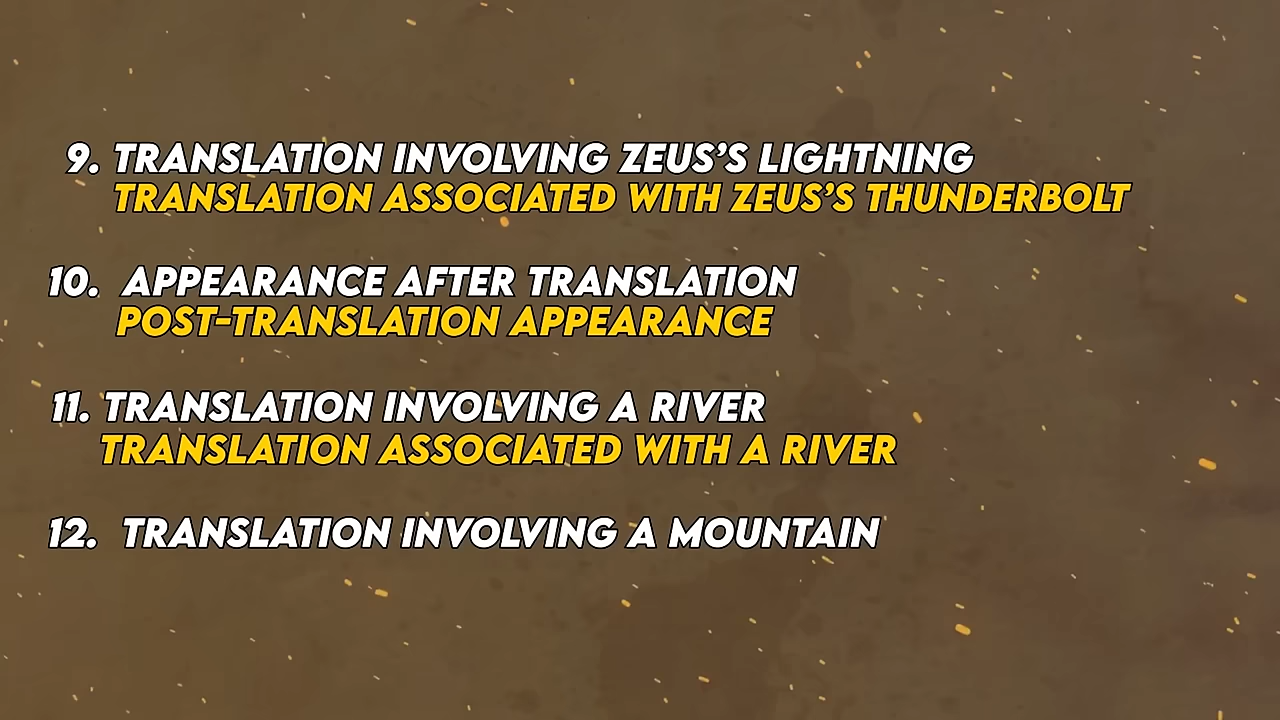 9. TRANSLATION INVOLVING ZEUS’S LIGHTNING
TRANSLATION ASSOCIATED WITH ZEUS’S THUNDERBOLT
10. APPEARANCE AFTER TRANSLATION
POST-TRANSLATION APPEARANCE
11. TRANSLATION INVOLVING A RIVER
TRANSLATION ASSOCIATED WITH A RIVER
12. TRANSLATION INVOLVING A MOUNTAIN